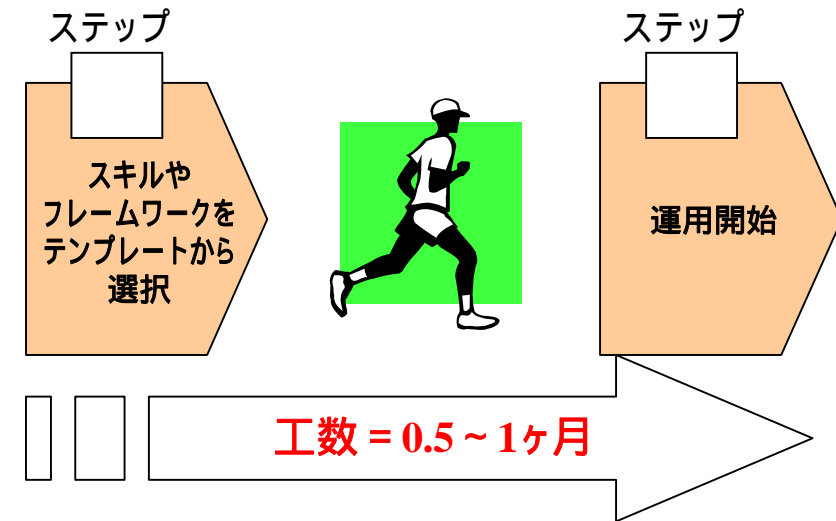 ステップ
ステップ
スキルや
フレームワークを
テンプレートから
選択
運用開始
工数 = 0.5 ~ 1ヶ月